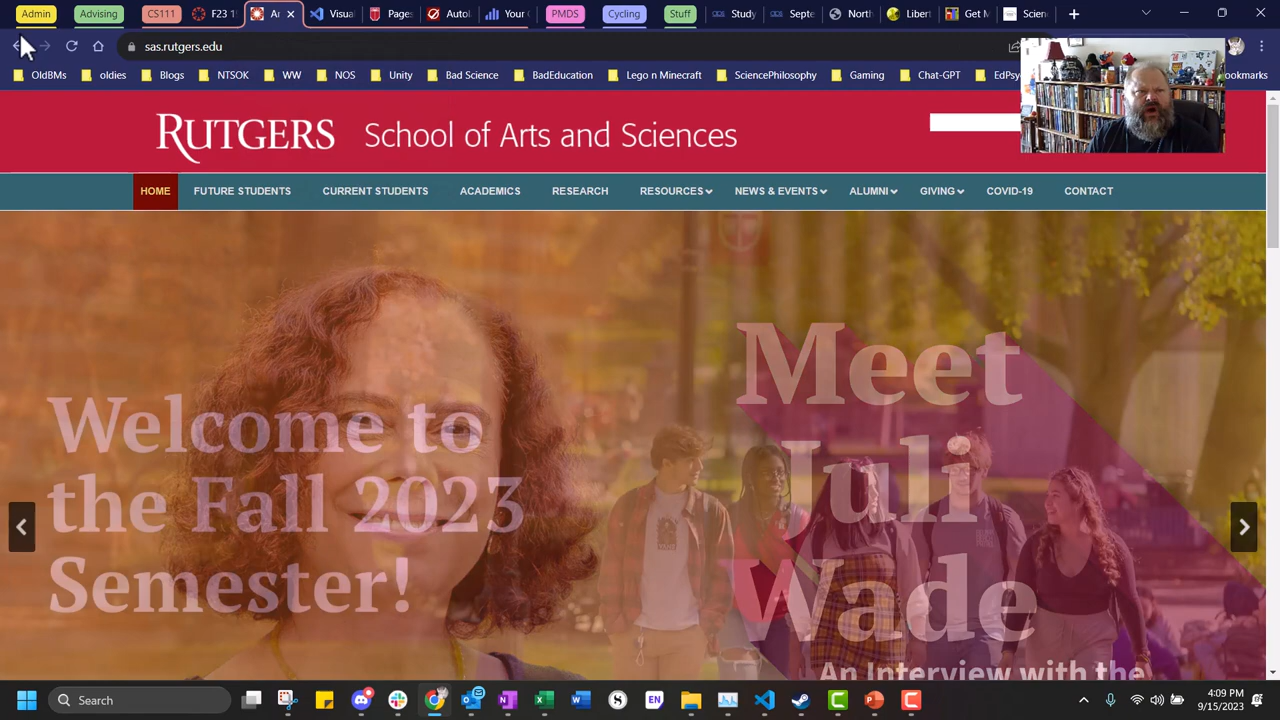 Admin
Advising
CS111
F23 1
Ar
Visua
Pages
Autol
Your
PMDS
Cycling
Stuff
Study
Septe
North
Libert
Get M
Scien
sas.rutgers.edu
OldBMs
oldies
Blogs
NTSOK
WW
NOS
Unity
Bad Science
BadEducation
Lego n Minecraft
SciencePhilosophy
Gaming
Chat-GPT
EdPsy
ookmarks
RUTGERS
School of Arts and Sciences
HOME
FUTURE STUDENTS
CURRENT STUDENTS
ACADEMICS
RESEARCH
RESOURCES
NEWS & EVENTS
ALUMNI
GIVING
COVID-19
CONTACT
Welcome to
the Fall 2023
Semester!
Meet
Juli
Wade
An Interview with the
Search
EN
4:09 PM
9/15/2023